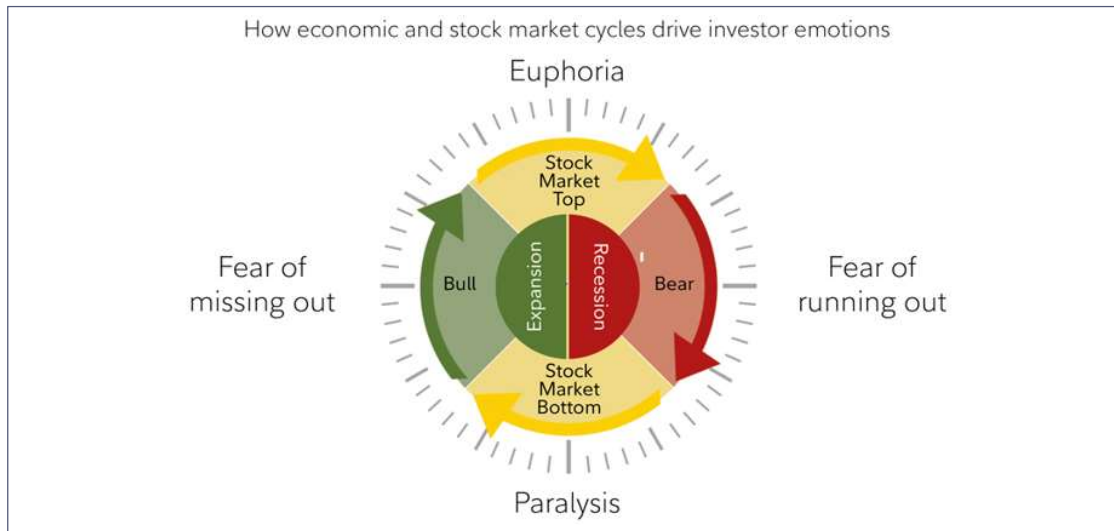 How economic and stock market cycles drive investor emotions
Euphoria
Stock
Market
Top
Fear of
missing out
Bull
Expansion
Recession
Bear
Fear of
running out
Stock
Market
Bottom
Paralysis